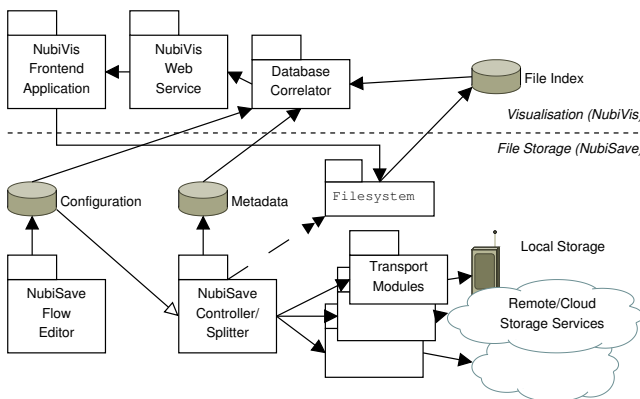 NubiVis
Frontend
Application
NubiVis
Web
Service
Database
Correlator
File Index
Visualisation (NubiVis)
File Storage (NubiSave)
Configuration
Metadata
Filesystem
NubiSave
Flow
Editor
NubiSave
Controller/
Splitter
Transport
Modules
Local Storage
Remote/Cloud
Storage Services